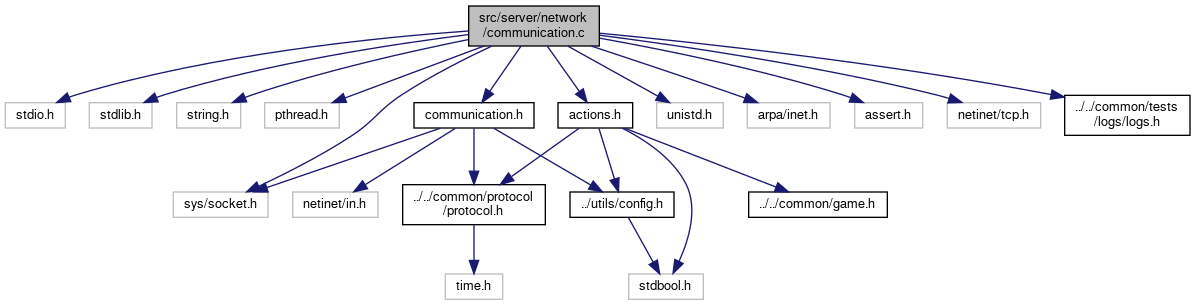 src/server/network
/communication.c
stdio.h
stdlib.h
string.h
pthread.h
communication.h
actions.h
unistd.h
arpa/inet.h
assert.h
netinet/tcp.h
../../common/tests
/logs/logs.h
sys/socket.h
netinet/in.h
../../common/protocol
/protocol.h
../utils/config.h
../../common/game.h
time.h
stdbool.h